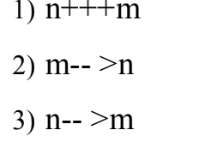 1) n+++m
2) m-- >n
3) n-- >m